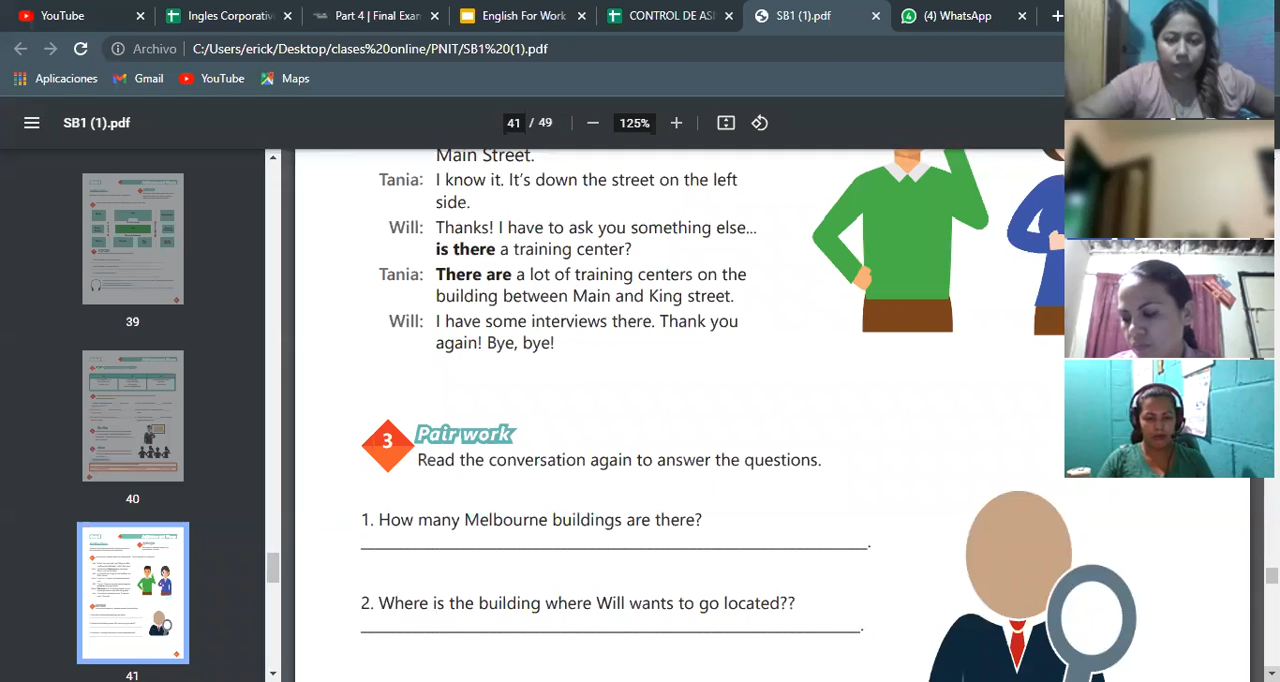 YouTube
Ingles Corporativ
Part 4 | Final Exar
English For Work
CONTROL DE ASI
SB1 (1).pdf
(4) WhatsApp
Archivo
C:/Users/erick/Desktop/clases%20online/PNIT/SB1%20(1).pdf
Aplicaciones
Gmail
YouTube
Maps
SB1 (1).pdf
41 / 49
125%
39
40
41
Main Street.
Tania: I know it. It's down the street on the left
side.
Will: Thanks! I have to ask you something else...
is there a training center?
Tania: There are a lot of training centers on the
building between Main and King street.
Will: I have some interviews there. Thank you
again! Bye, bye!
3 Pair work
Read the conversation again to answer the questions.
1. How many Melbourne buildings are there?
2. Where is the building where Will wants to go located??